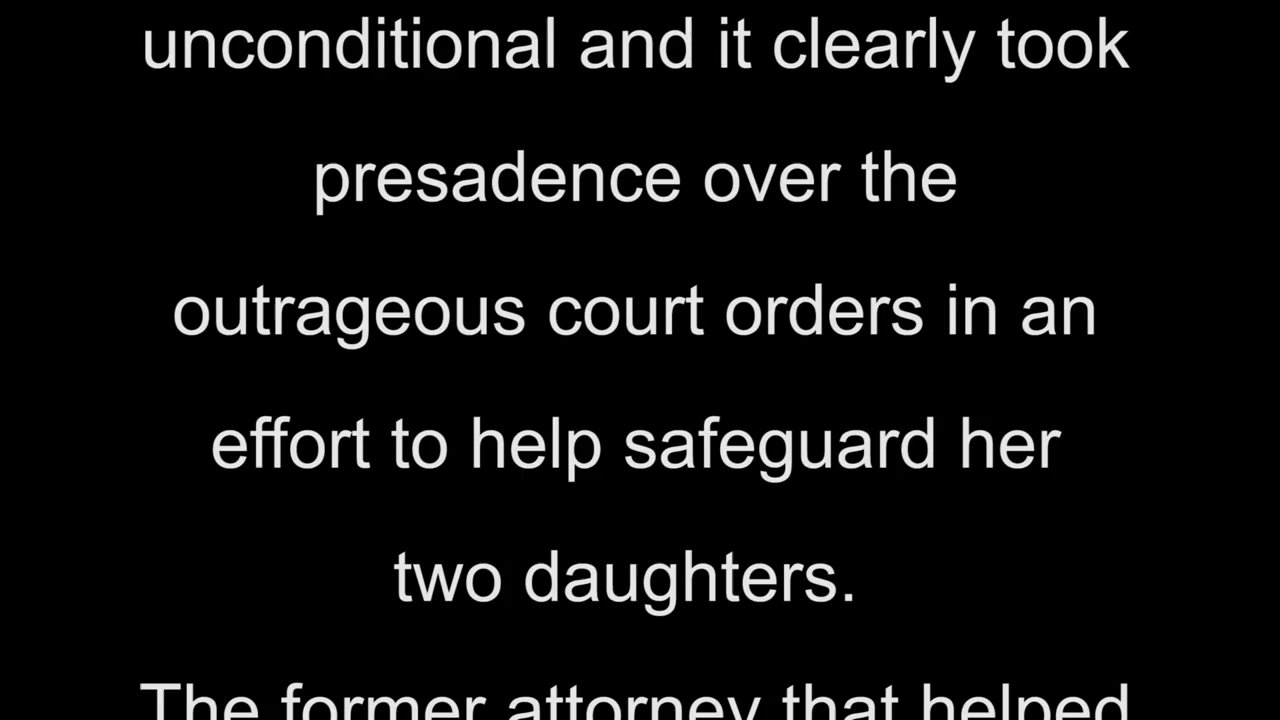 unconditional and it clearly took
presadence over the
outrageous court orders in an
effort to help safeguard her
two daughters.
The former attorney that helped